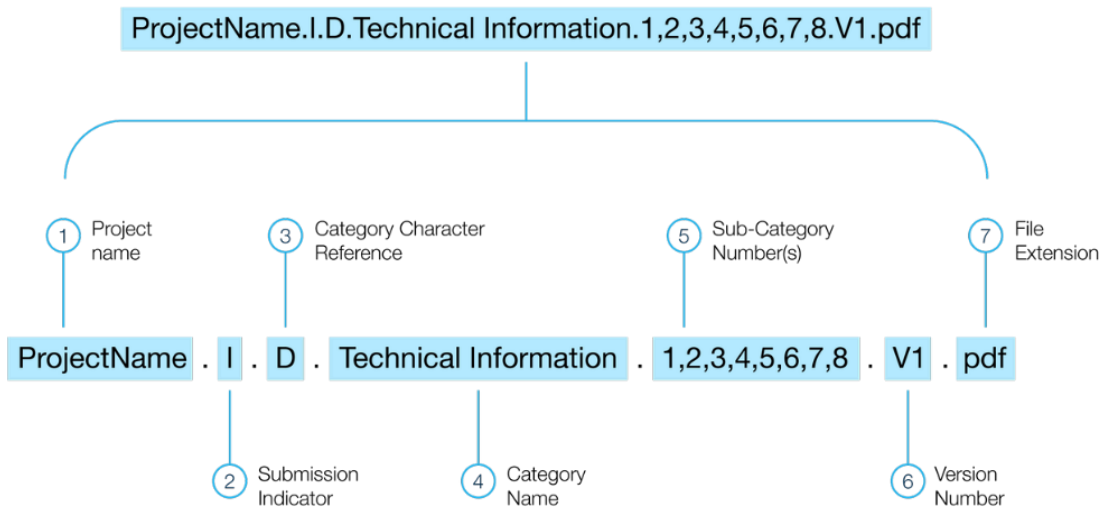 ProjectName.I.D.Technical Information.1,2,3,4,5,6,7,8.V1.pdf
1 Project
name
3 Category Character
Reference
5 Sub-Category
Number(s)
7 File
Extension
ProjectName . I . D . Technical Information . 1,2,3,4,5,6,7,8 . V1 . pdf
2 Submission
Indicator
4 Category
Name
6 Version
Number